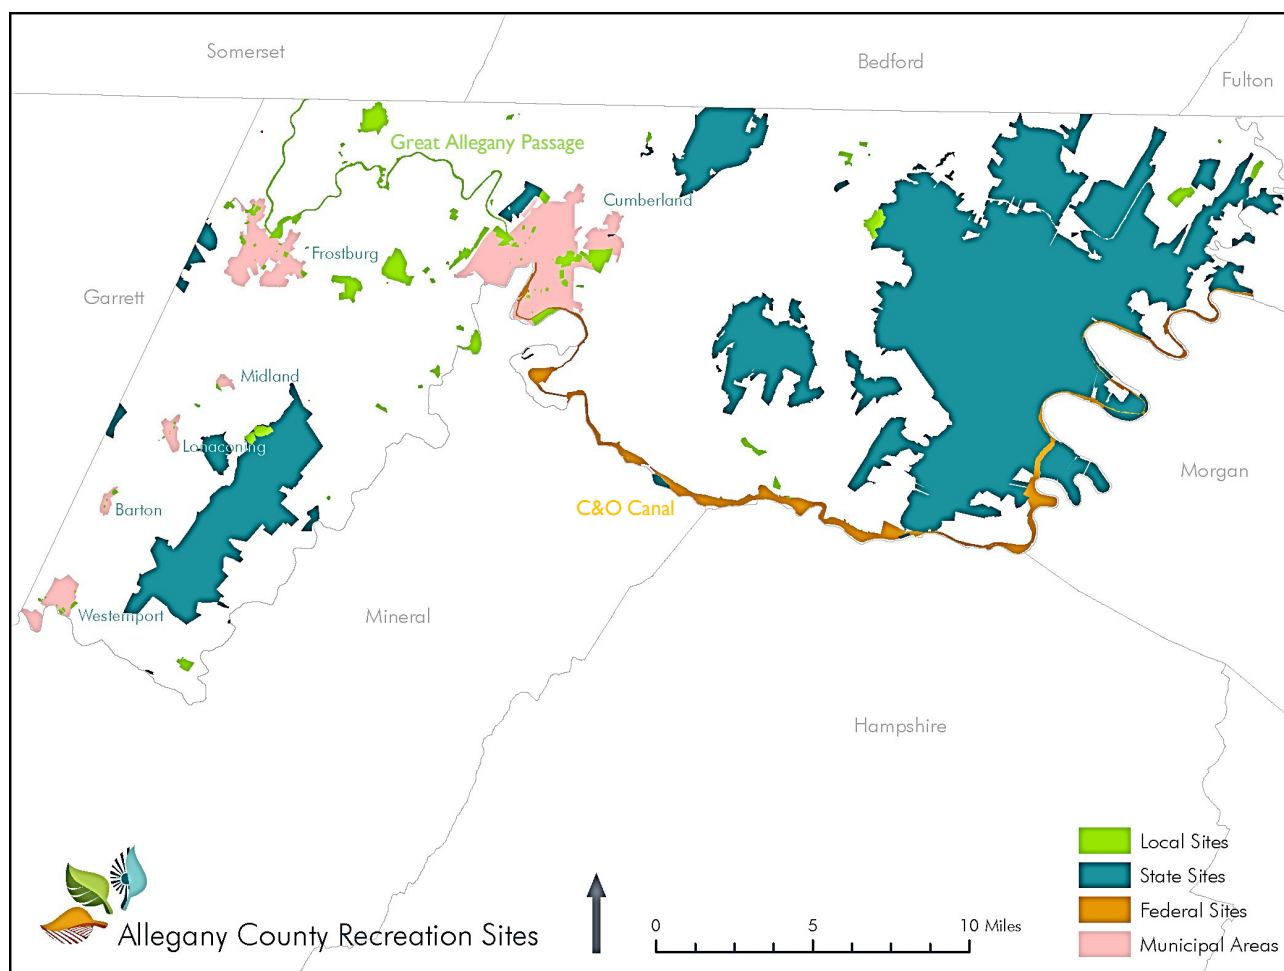 Somerset
Bedford
Fulton
Great Allegany Passage
Cumberland
Frostburg
Garrett
Midland
Lonaconing
Morgan
C&O Canal
Barton
Westernport
Mineral
Hampshire
Local Sites
State Sites
Federal Sites
Municipal Areas
0 5 10 Miles
Allegany County Recreation Sites